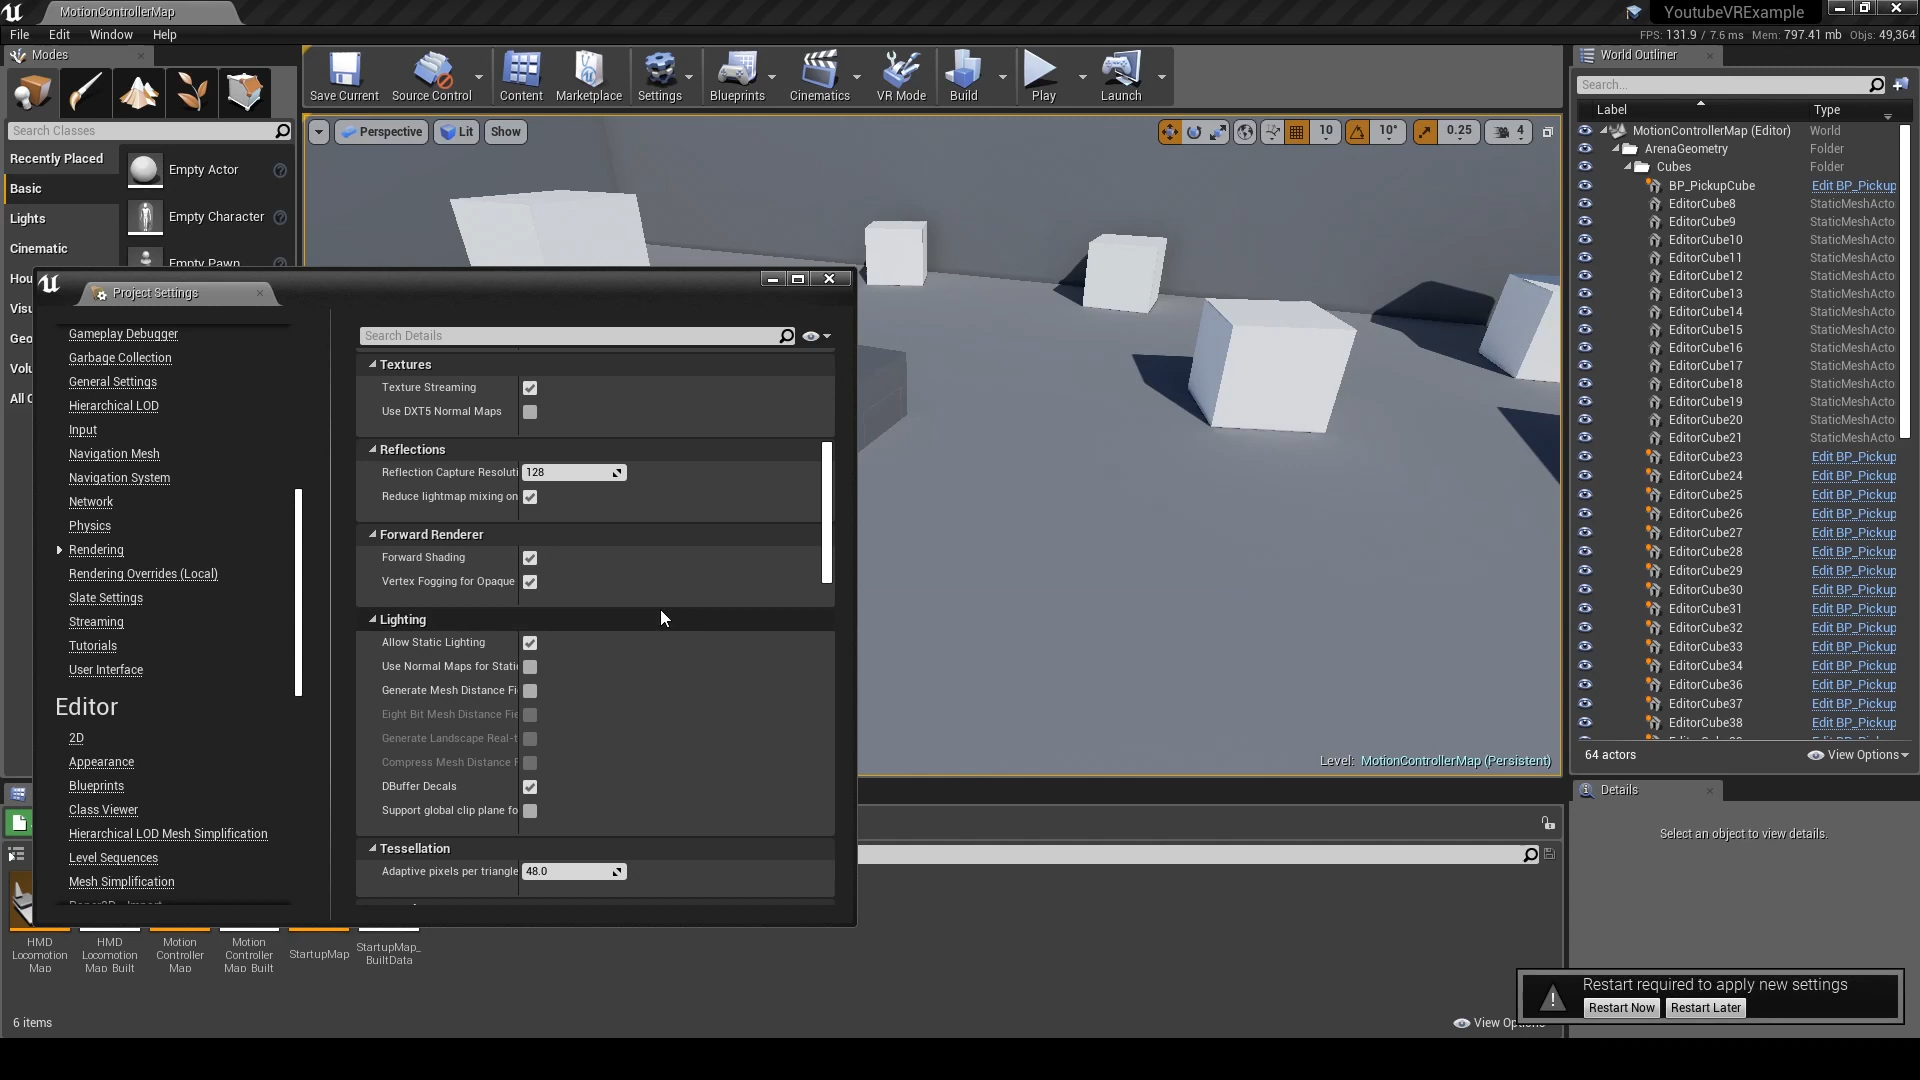 MotionControllerMap
YoutubeVRExample
File Edit Window Help
FPS: 131.9 / 7.6 ms Mem: 797.41 mb Objs: 49,364
Modes
Save Current Source Control Content Marketplace Settings Blueprints Cinematics VR Mode Build Play Launch
World Outliner
Search...
Label Type
Search Classes
Perspective Lit Show 10 10° 0.25 4
Recently Placed
Basic
Lights
Cinematic
Empty Actor
Empty Character
Empty Pawn
MotionControllerMap (Editor) World
ArenaGeometry Folder
Cubes Folder
BP_PickupCube Edit BP_Pickup
EditorCube8 StaticMeshActo
EditorCube9 StaticMeshActo
EditorCube10 StaticMeshActo
EditorCube11 StaticMeshActo
EditorCube12 StaticMeshActo
EditorCube13 StaticMeshActo
EditorCube14 StaticMeshActo
EditorCube15 StaticMeshActo
EditorCube16 StaticMeshActo
EditorCube17 StaticMeshActo
EditorCube18 StaticMeshActo
EditorCube19 StaticMeshActo
EditorCube20 StaticMeshActo
EditorCube21 StaticMeshActo
EditorCube23 Edit BP_Pickup
EditorCube24 Edit BP_Pickup
EditorCube25 Edit BP_Pickup
EditorCube26 Edit BP_Pickup
EditorCube27 Edit BP_Pickup
EditorCube28 Edit BP_Pickup
EditorCube29 Edit BP_Pickup
EditorCube30 Edit BP_Pickup
EditorCube31 Edit BP_Pickup
EditorCube32 Edit BP_Pickup
EditorCube33 Edit BP_Pickup
EditorCube34 Edit BP_Pickup
EditorCube36 Edit BP_Pickup
EditorCube37 Edit BP_Pickup
EditorCube38 Edit BP_Pickup
64 actors View Options
Hou
Visu
Geo
Volu
All C
Project Settings
Gameplay Debugger
Garbage Collection
General Settings
Hierarchical LOD
Input
Navigation Mesh
Navigation System
Network
Physics
Rendering
Rendering Overrides (Local)
Slate Settings
Streaming
Tutorials
User Interface
Editor
2D
Appearance
Blueprints
Class Viewer
Hierarchical LOD Mesh Simplification
Level Sequences
Mesh Simplification
Search Details
Textures
Texture Streaming
Use DXT5 Normal Maps
Reflections
Reflection Capture Resoluti 128
Reduce lightmap mixing on
Forward Renderer
Forward Shading
Vertex Fogging for Opaque
Lighting
Allow Static Lighting
Use Normal Maps for Static
Generate Mesh Distance Fi
Eight Bit Mesh Distance Fie
Generate Landscape Real-t
Compress Mesh Distance F
DBuffer Decals
Support global clip plane fo
Tessellation
Adaptive pixels per triangle 48.0
Level: MotionControllerMap (Persistent)
Details
Select an object to view details.
HMD Locomotion Map
HMD Locomotion Map_Built
Motion Controller Map
Motion Controller Map_Built
StartupMap
StartupMap_BuiltData
6 items
View Options
Restart required to apply new settings
Restart Now Restart Later